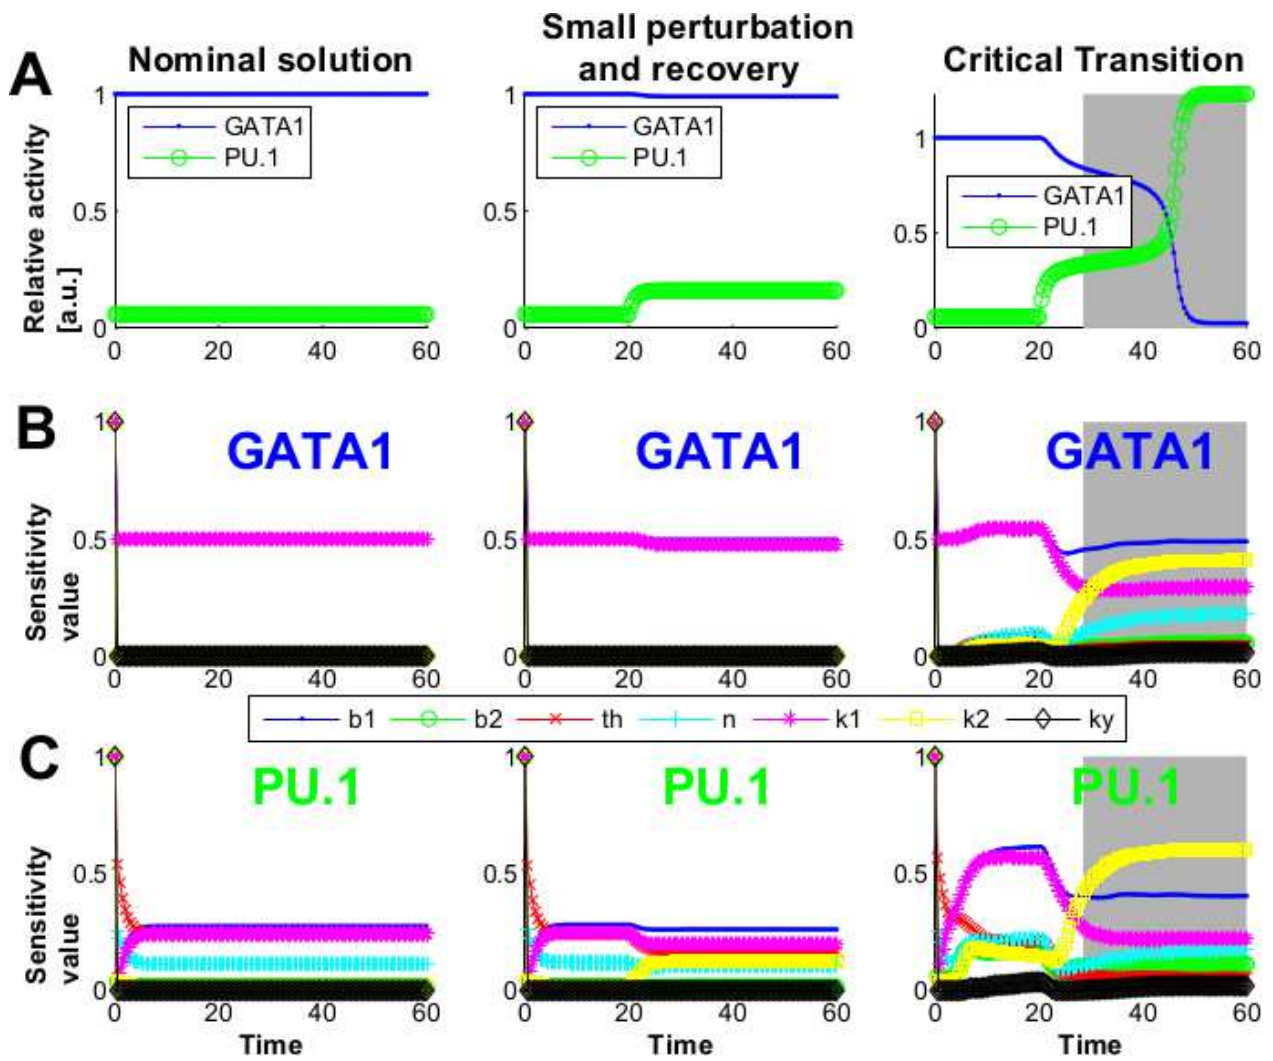 Nominal solution
Small perturbation
and recovery
Critical Transition
A
Relative activity
[a.u.]
1
0.5
0
GATA1
PU.1
0 20 40 60
1
0.5
0
GATA1
PU.1
0 20 40 60
1
0.5
0
GATA1
PU.1
0 20 40 60
B
Sensitivity
value
1
0.5
0
GATA1
0 20 40 60
1
0.5
0
GATA1
0 20 40 60
1
0.5
0
GATA1
0 20 40 60
b1 b2 th n k1 k2 ky
C
Sensitivity
value
1
0.5
0
PU.1
0 20 40 60
Time
1
0.5
0
PU.1
0 20 40 60
Time
1
0.5
0
PU.1
0 20 40 60
Time